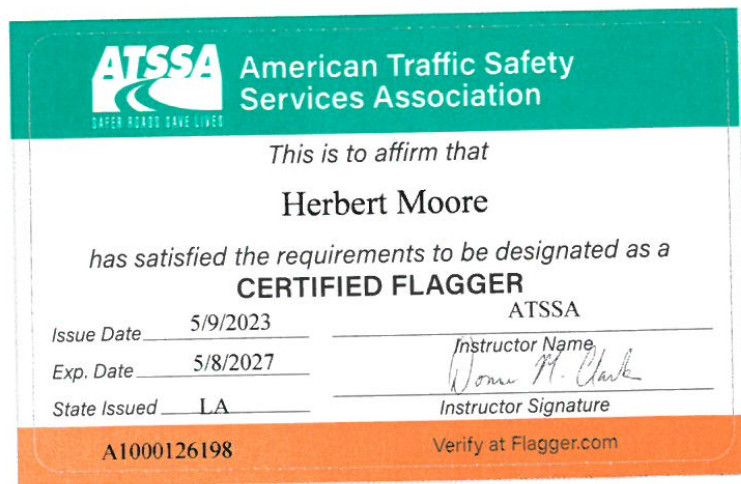 ATSSA
SAFER ROADS SAVE LIVES
American Traffic Safety
Services Association
This is to affirm that
Herbert Moore
has satisfied the requirements to be designated as a
CERTIFIED FLAGGER
Issue Date 5/9/2023
ATSSA
Instructor Name
Exp. Date 5/8/2027
Donna M. Clark
State Issued LA
Instructor Signature
A1000126198
Verify at Flagger.com